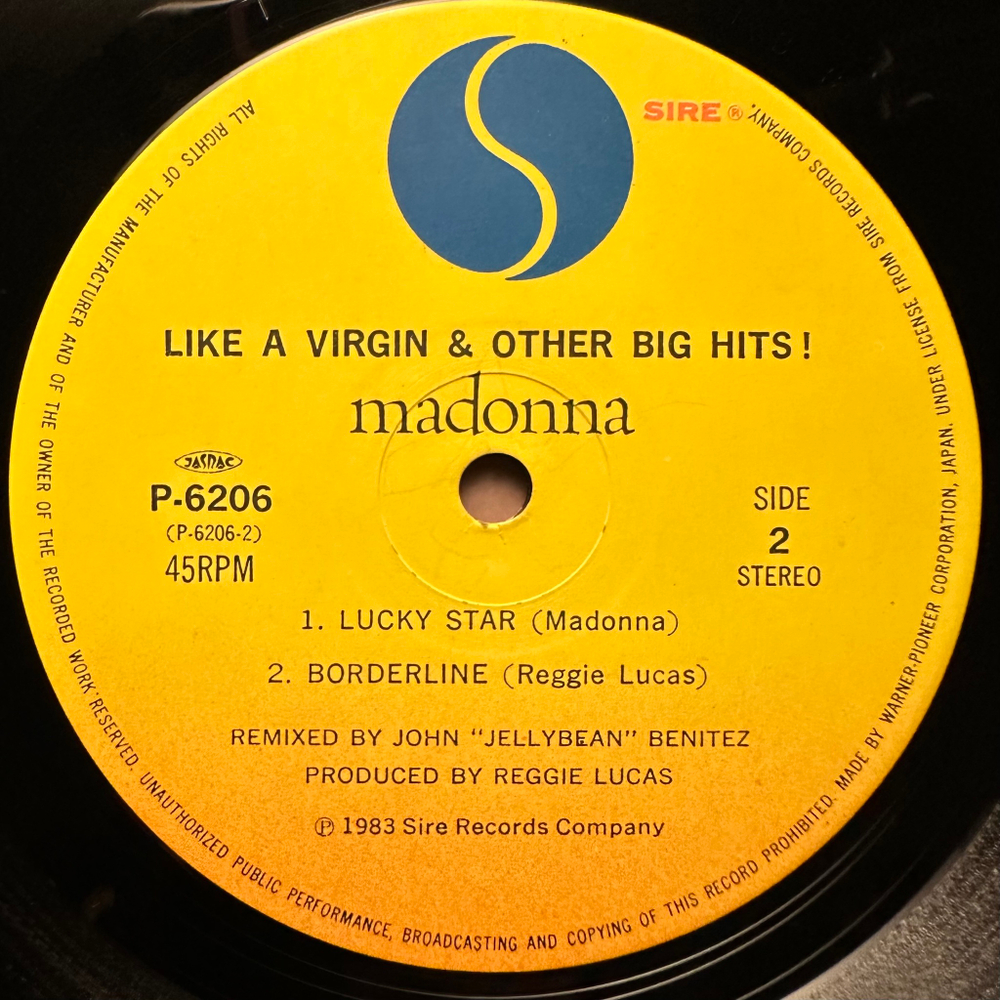 SIRE ®
LIKE A VIRGIN & OTHER BIG HITS!
madonna
JASRAC
P-6206
(P-6206-2)
45RPM
SIDE
2
STEREO
1. LUCKY STAR (Madonna)
2. BORDERLINE (Reggie Lucas)
REMIXED BY JOHN “JELLYBEAN” BENITEZ
PRODUCED BY REGGIE LUCAS
Ⓟ 1983 Sire Records Company
ALL RIGHTS OF THE MANUFACTURER AND OF THE OWNER OF THE RECORDED WORK RESERVED. UNAUTHORIZED PUBLIC PERFORMANCE, BROADCASTING AND COPYING OF THIS RECORD PROHIBITED. MADE BY WARNER-PIONEER CORPORATION, JAPAN. UNDER LICENSE FROM SIRE RECORDS COMPANY.